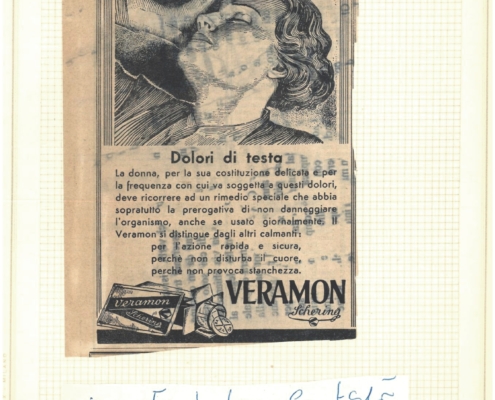 Dolori di testa
La donna, per la sua costituzione delicata e per
la frequenza con cui va soggetta a questi dolori,
deve ricorrere ad un rimedio speciale che abbia
sopratutto la prerogativa di non danneggiare
l'organismo, anche se usato giornalmente. Il
Veramon si distingue dagli altri calmanti:
per l'azione rapida e sicura,
perchè non disturba il cuore,
perchè non provoca stanchezza.
VERAMON
Schering
Veramon
Schering